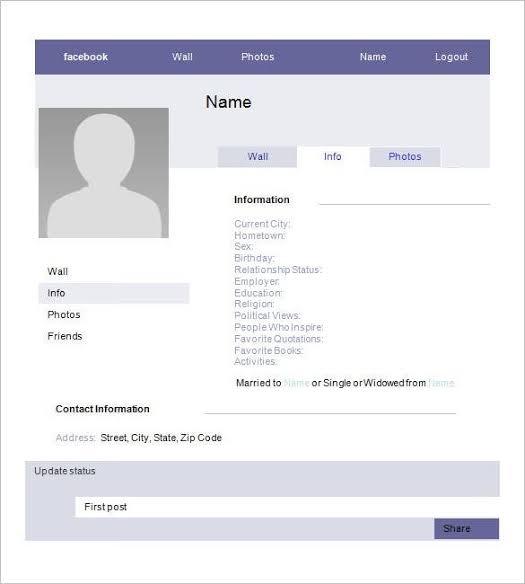 facebook Wall Photos Name Logout
Name
Wall Info Photos
Information
Current City:
Hometown:
Sex:
Birthday:
Relationship Status:
Employer:
Education:
Religion:
Political Views:
People Who Inspire:
Favorite Quotations:
Favorite Books:
Activities:
Married to Name or Single or Widowed from Name
Wall
Info
Photos
Friends
Contact Information
Address: Street, City, State, Zip Code
Update status
First post
Share